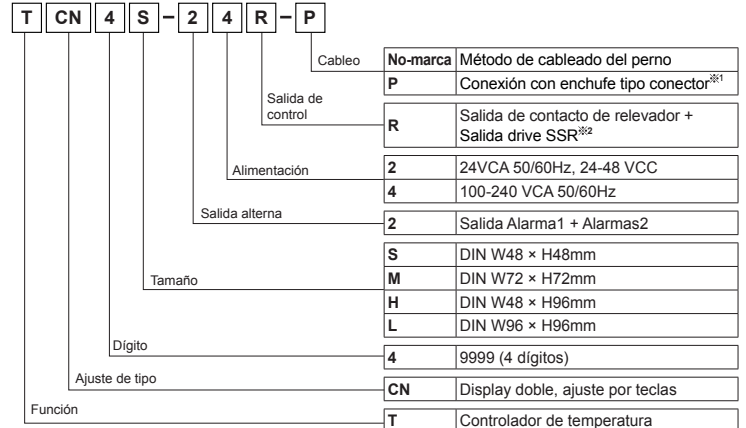 T CN 4 S – 2 4 R – P
Cableo
No-marca Método de cableado del perno
P Conexión con enchufe tipo conector※1
Salida de
control
R Salida de contacto de relevador +
Salida drive SSR※2
Alimentación
2 24VCA 50/60Hz, 24-48 VCC
4 100-240 VCA 50/60Hz
Salida alterna
2 Salida Alarma1 + Alarmas2
Tamaño
S DIN W48 × H48mm
M DIN W72 × H72mm
H DIN W48 × H96mm
L DIN W96 × H96mm
Dígito
4 9999 (4 dígitos)
Ajuste de tipo
CN Display doble, ajuste por teclas
Función
T Controlador de temperatura